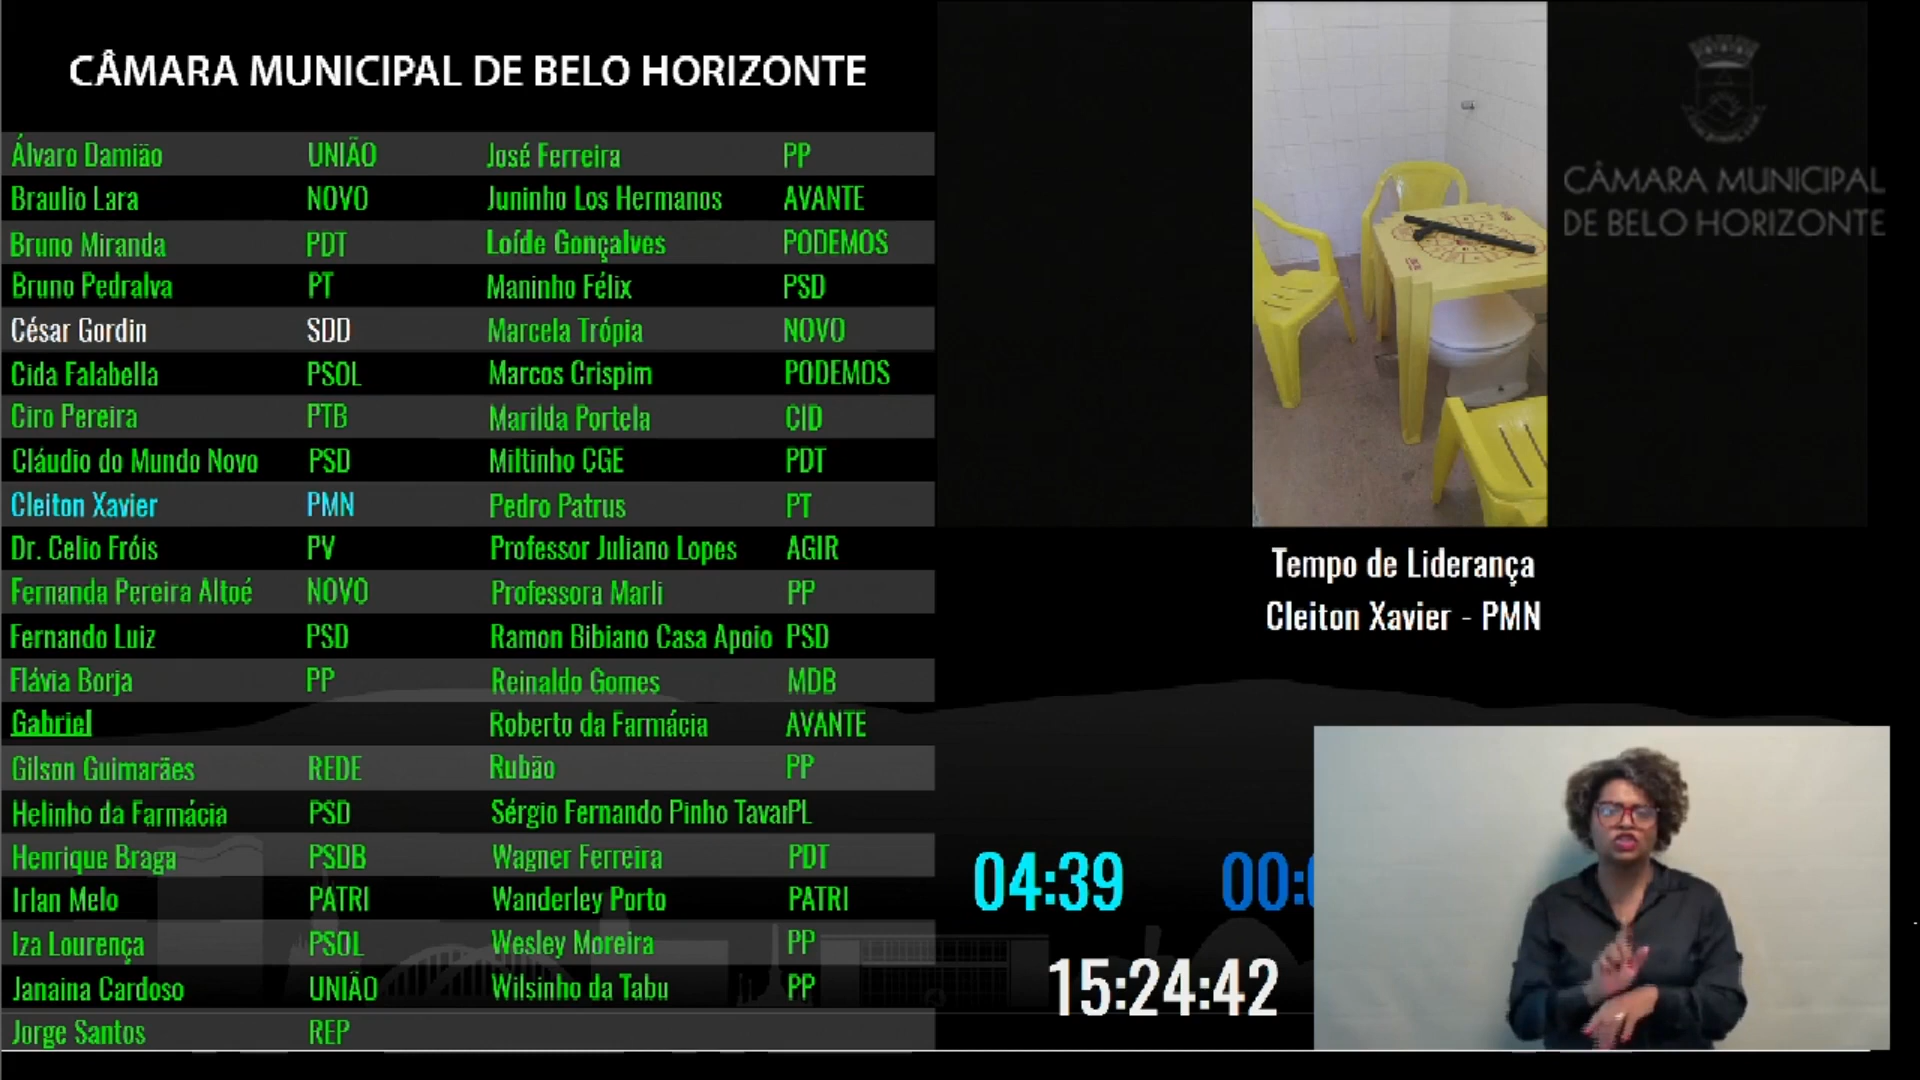 CÂMARA MUNICIPAL DE BELO HORIZONTE
Álvaro Damião UNIÃO José Ferreira PP
Braulio Lara NOVO Juninho Los Hermanos AVANTE
Bruno Miranda PDT Loíde Gonçalves PODEMOS
Bruno Pedralva PT Maninho Félix PSD
César Gordin SDD Marcela Trópia NOVO
Cida Falabella PSOL Marcos Crispim PODEMOS
Ciro Pereira PTB Marilda Portela CID
Cláudio do Mundo Novo PSD Miltinho CGE PDT
Cleiton Xavier PMN Pedro Patrus PT
Dr. Celio Fróis PV Professor Juliano Lopes AGIR
Fernanda Pereira Altoé NOVO Professora Marli PP
Fernando Luiz PSD Ramon Bibiano Casa Apoio PSD
Flávia Borja PP Reinaldo Gomes MDB
Gabriel Roberto da Farmácia AVANTE
Gilson Guimarães REDE Rubão PP
Helinho da Farmácia PSD Sérgio Fernando Pinho Tavar PL
Henrique Braga PSDB Wagner Ferreira PDT
Irlan Melo PATRI Wanderley Porto PATRI
Iza Lourença PSOL Wesley Moreira PP
Janaina Cardoso UNIÃO Wilsinho da Tabu PP
Jorge Santos REP
CÂMARA MUNICIPAL
DE BELO HORIZONTE
Tempo de Liderança
Cleiton Xavier - PMN
04:39 00:
15:24:42